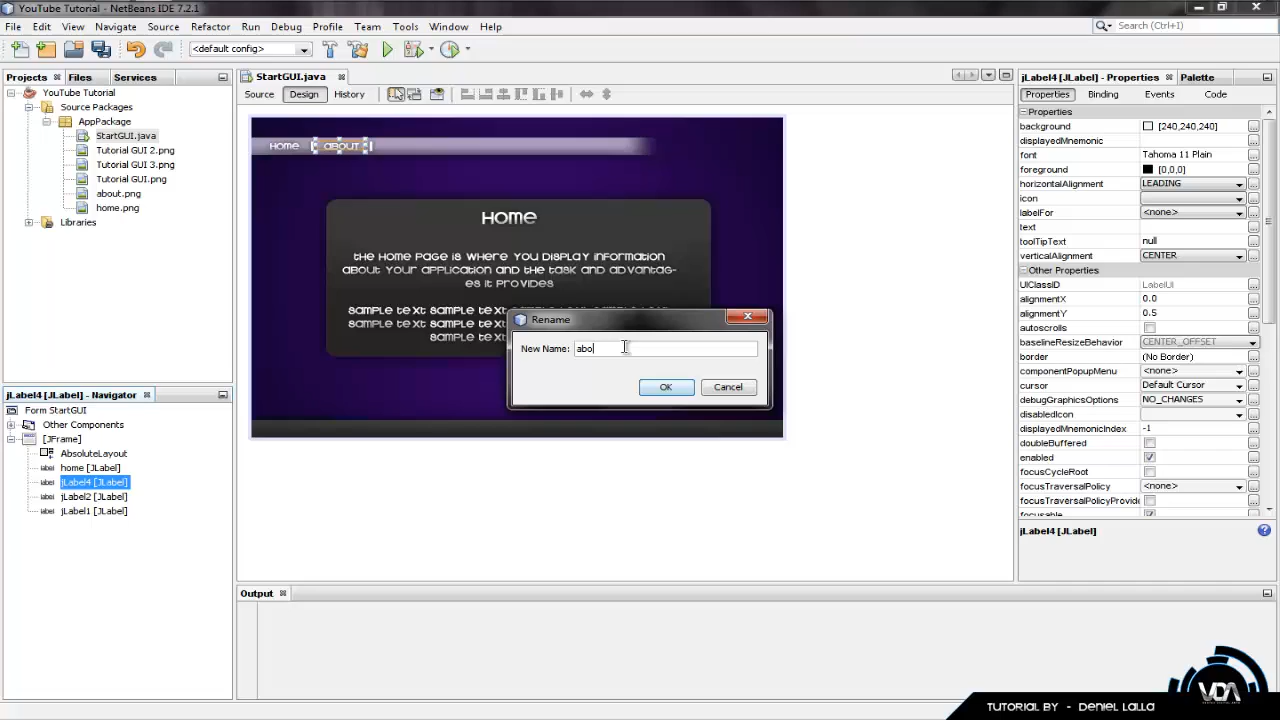 YouTube Tutorial - NetBeans IDE 7.2.1
File Edit View Navigate Source Refactor Run Debug Profile Team Tools Window Help
Search (Ctrl+I)
<default config>
Projects Files Services
YouTube Tutorial
Source Packages
AppPackage
StartGUI.java
Tutorial GUI 2.png
Tutorial GUI 3.png
Tutorial GUI.png
about.png
home.png
Libraries
jLabel4 [JLabel] - Navigator
Form StartGUI
Other Components
[JFrame]
AbsoluteLayout
home [JLabel]
jLabel4 [JLabel]
jLabel2 [JLabel]
jLabel1 [JLabel]
StartGUI.java
Source Design History
Home ABOUT
Home
the Home Page is where you display information
about your application and the task and advantag-
es it provides
sample text sample text
sample text sample text
sample text
Rename
New Name: abo
OK Cancel
Output
jLabel4 [JLabel] - Properties Palette
Properties Binding Events Code
Properties
background [240,240,240]
displayedMnemonic
font Tahoma 11 Plain
foreground [0,0,0]
horizontalAlignment LEADING
icon
labelFor <none>
text
toolTipText null
verticalAlignment CENTER
Other Properties
UIClassID LabelUI
alignmentX 0.0
alignmentY 0.5
autoscrolls
baselineResizeBehavior CENTER_OFFSET
border (No Border)
componentPopupMenu <none>
cursor Default Cursor
debugGraphicsOptions NO_CHANGES
disabledIcon
displayedMnemonicIndex -1
doubleBuffered
enabled
focusCycleRoot
focusTraversalPolicy <none>
focusTraversalPolicyProvide
focusable
jLabel4 [JLabel]
VDA
TUTORIAL BY - Deniel Lalla